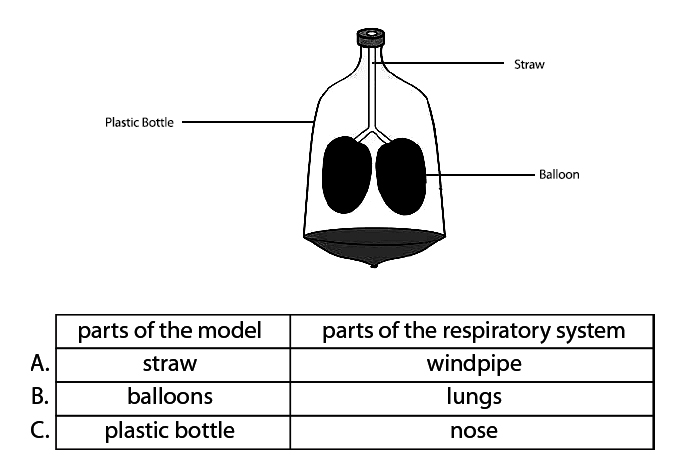 Straw
Plastic Bottle
Balloon
parts of the model parts of the respiratory system
A. straw windpipe
B. balloons lungs
C. plastic bottle nose